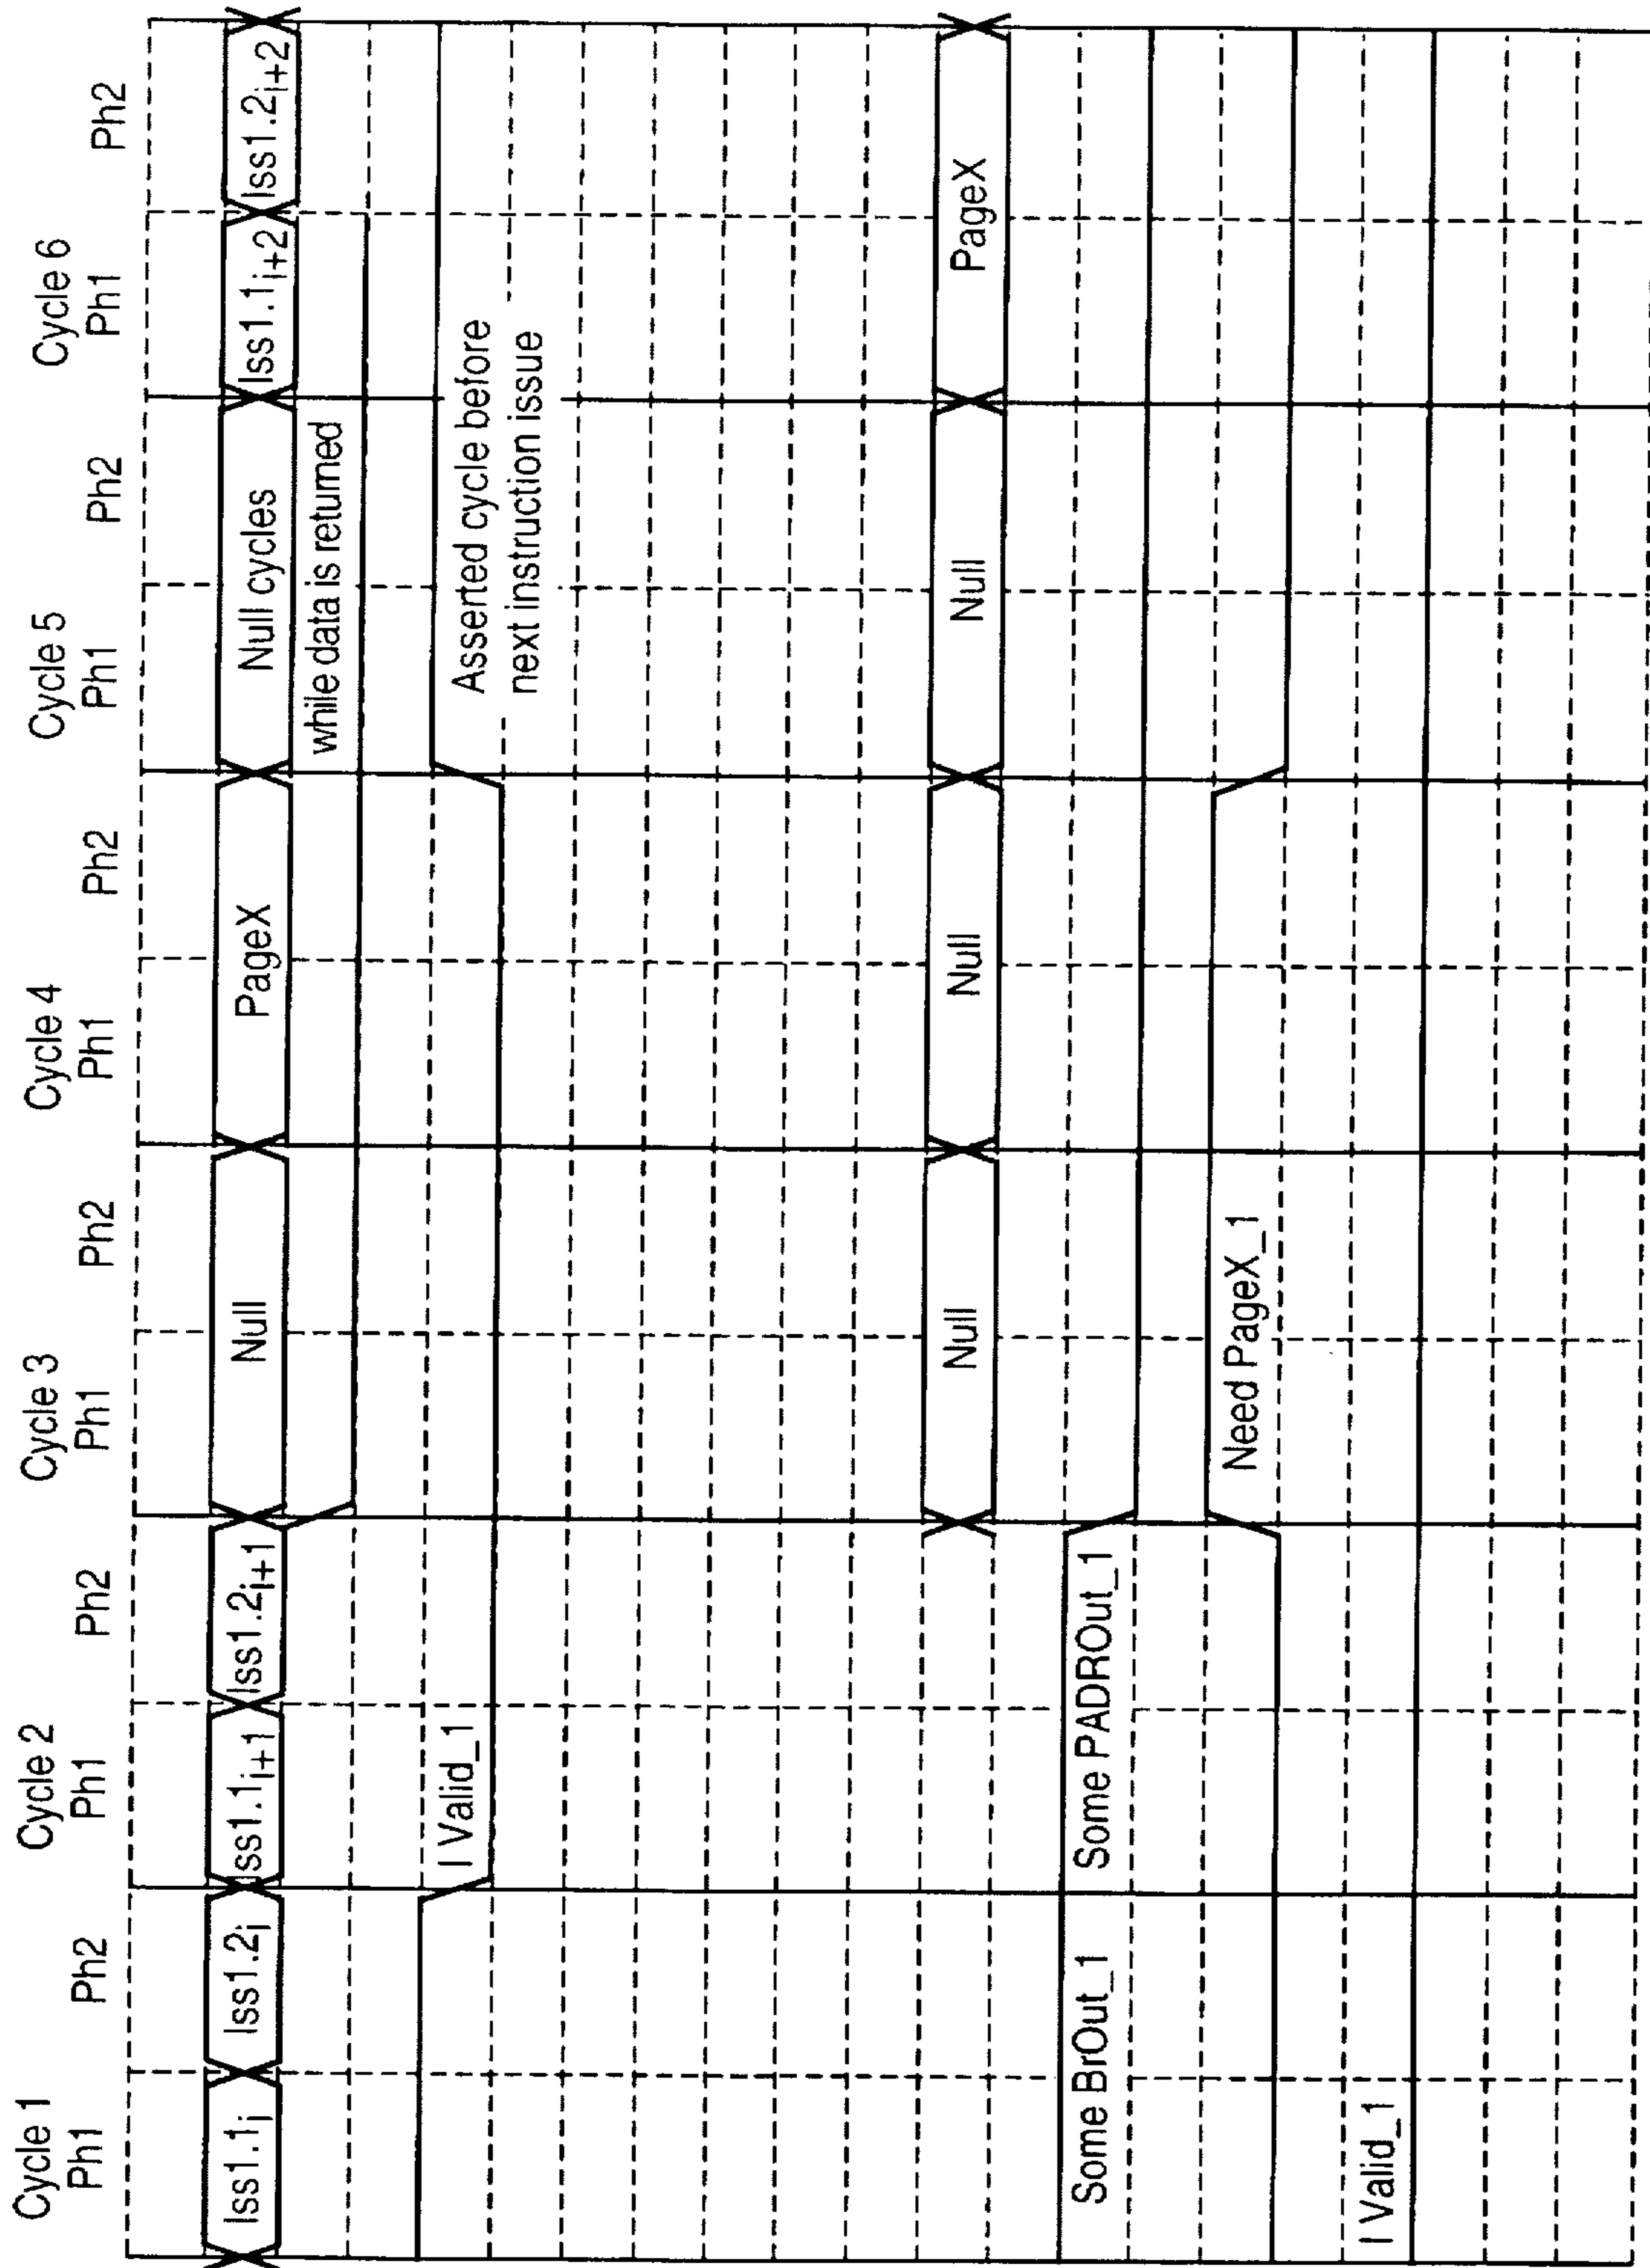 Cycle 1 Cycle 2 Cycle 3 Cycle 4 Cycle 5 Cycle 6
Ph1 Ph2 Ph1 Ph2 Ph1 Ph2 Ph1 Ph2 Ph1 Ph2 Ph1 Ph2
Iss1.1i Iss1.2i Iss1.1i+1 Iss1.2i+1 Null PageX Null cycles Iss1.1i+2 Iss1.2i+2
while data is returned
I Valid_1
Asserted cycle before
next instruction issue
Null Null Null PageX
Some BrOut_1 Some PADROut_1
Need PageX_1
I Valid_1